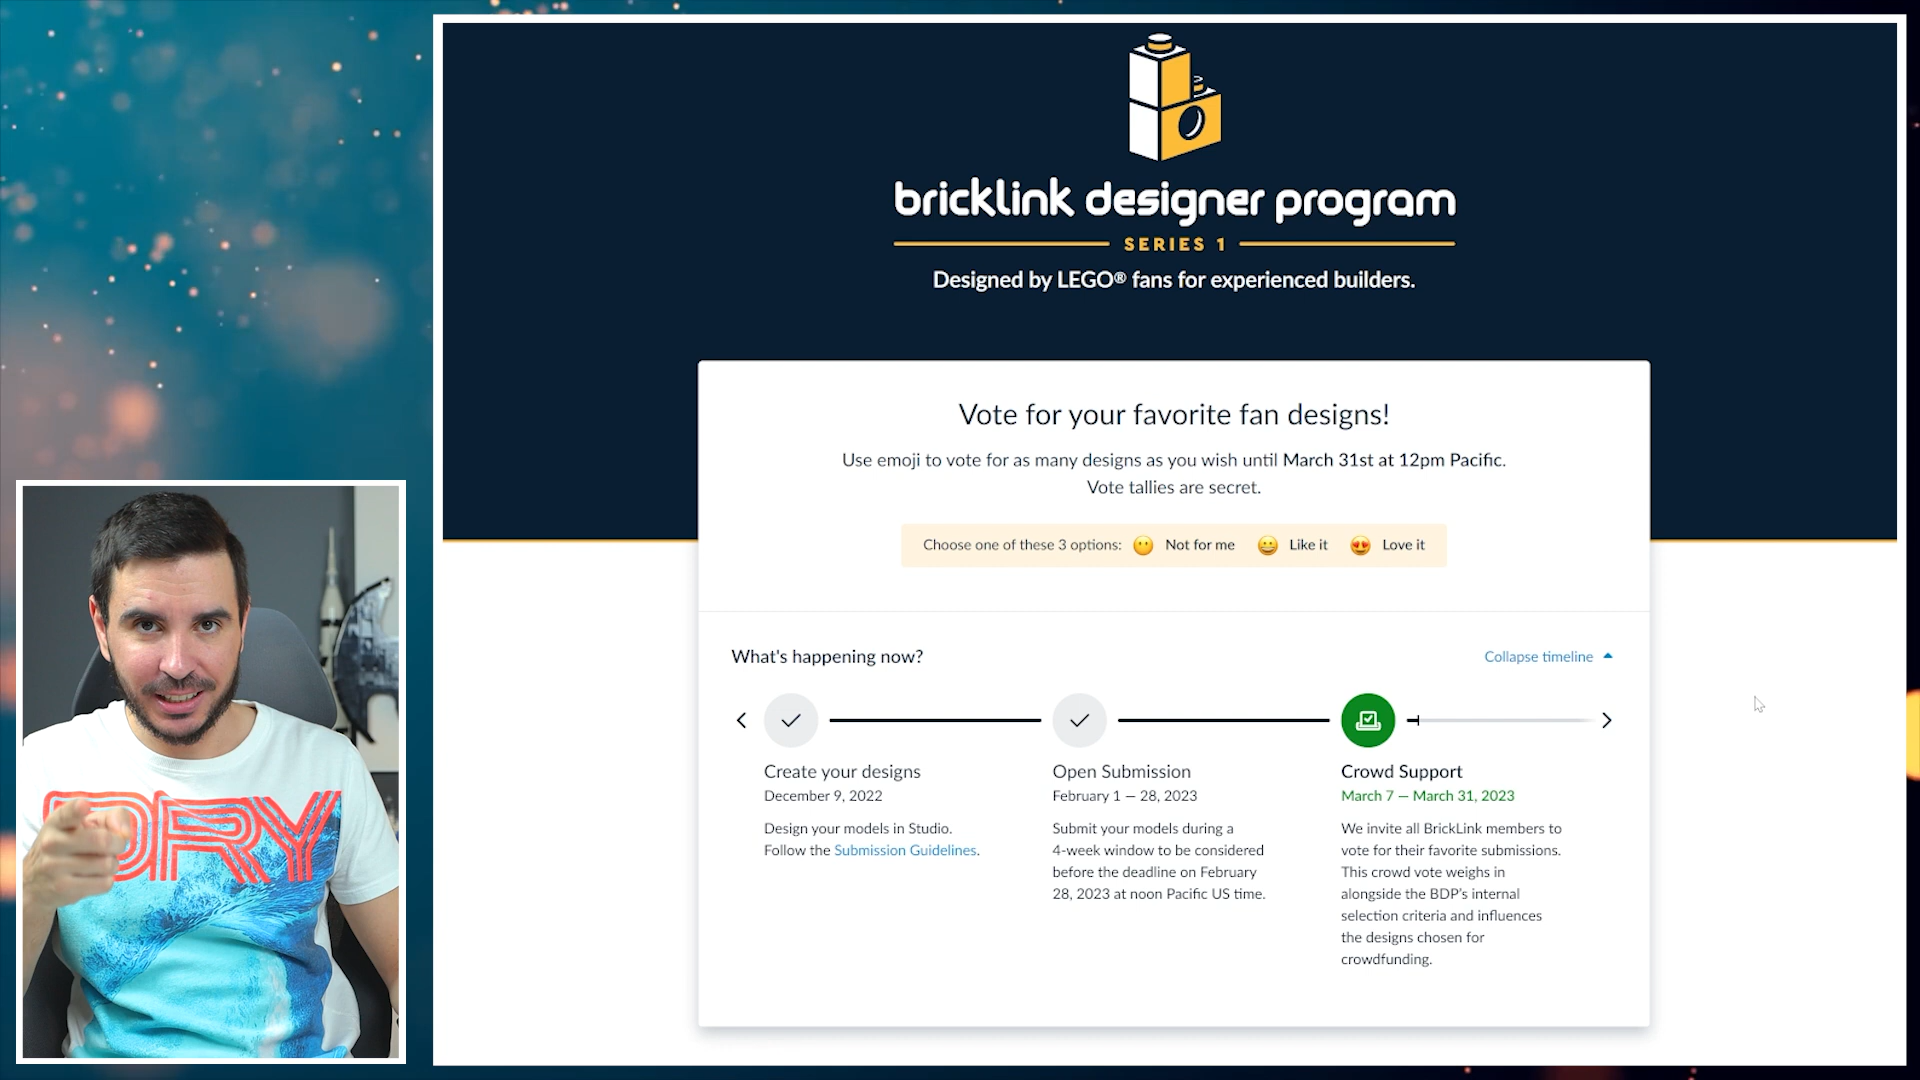 bricklink designer program
SERIES 1
Designed by LEGO® fans for experienced builders.
Vote for your favorite fan designs!
Use emoji to vote for as many designs as you wish until March 31st at 12pm Pacific.
Vote tallies are secret.
Choose one of these 3 options: Not for me Like it Love it
What's happening now?
Collapse timeline
Create your designs
December 9, 2022
Design your models in Studio.
Follow the Submission Guidelines.
Open Submission
February 1 — 28, 2023
Submit your models during a
4-week window to be considered
before the deadline on February
28, 2023 at noon Pacific US time.
Crowd Support
March 7 — March 31, 2023
We invite all BrickLink members to
vote for their favorite submissions.
This crowd vote weighs in
alongside the BDP's internal
selection criteria and influences
the designs chosen for
crowdfunding.
DRY